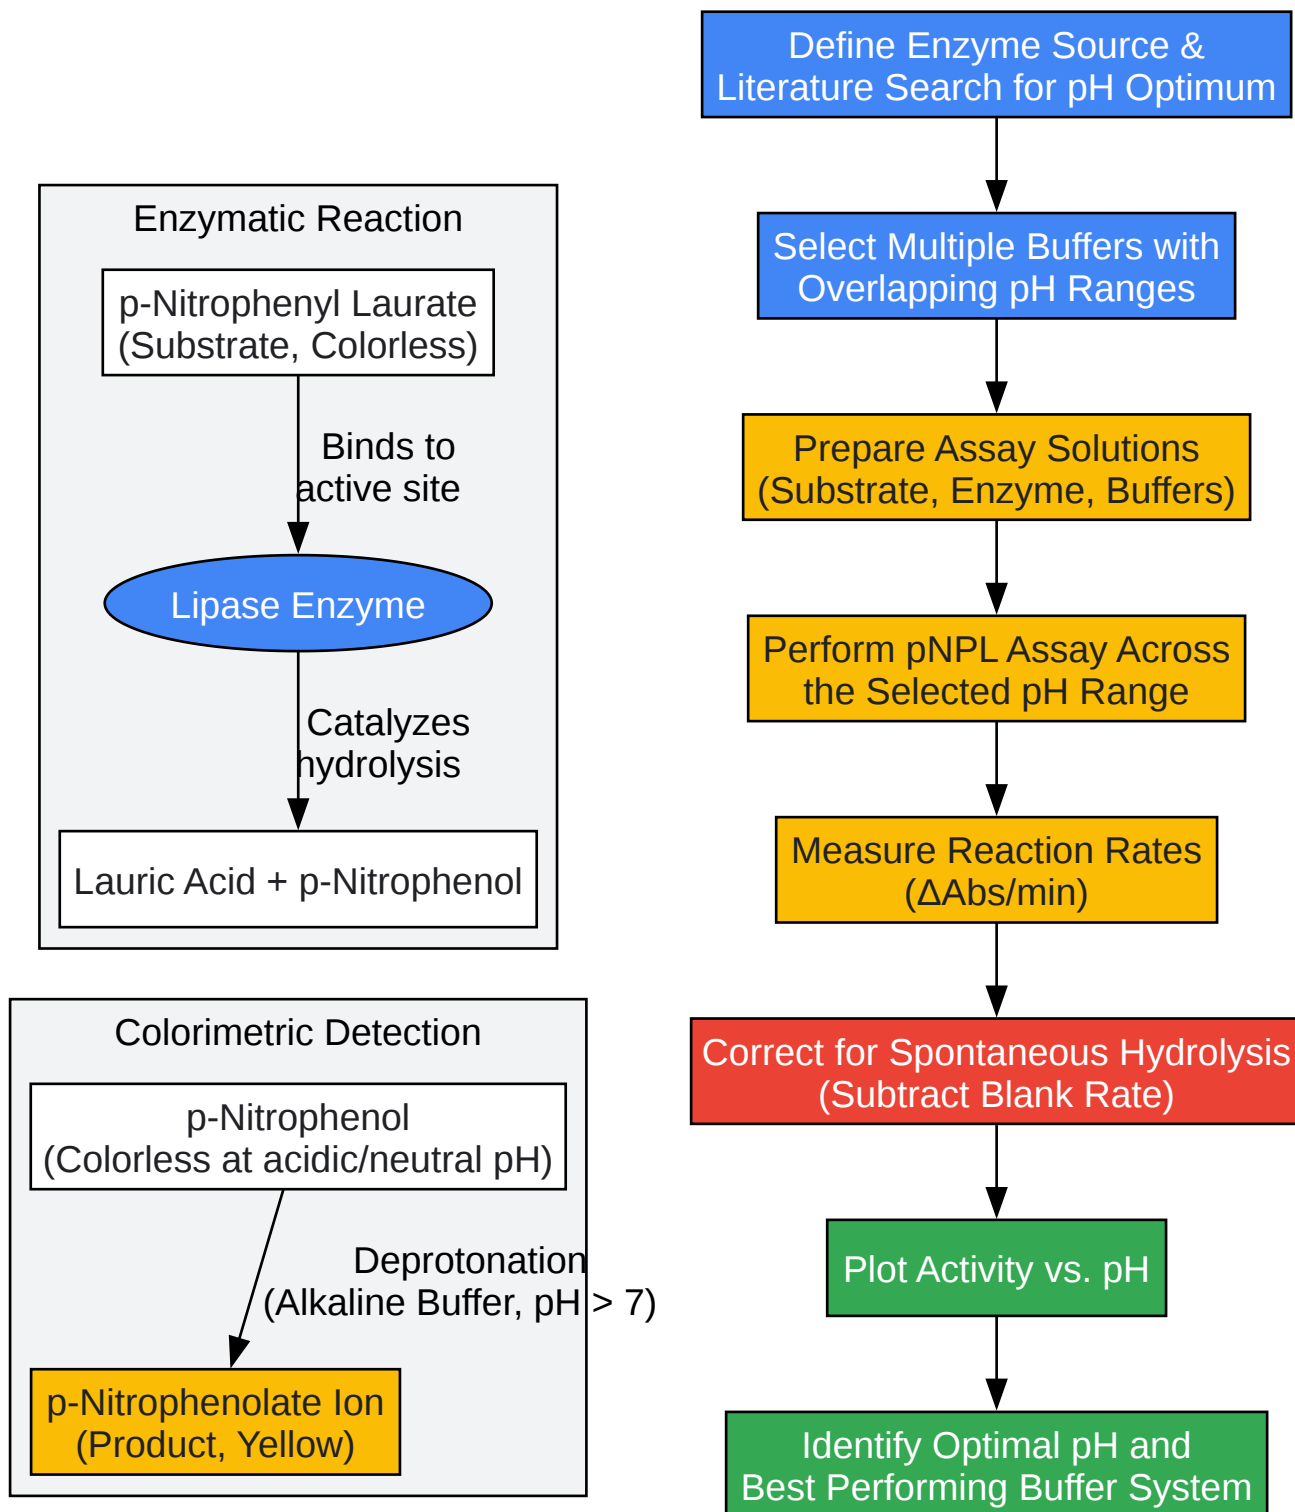 Enzymatic Reaction
p-Nitrophenyl Laurate
(Substrate, Colorless)
Binds to
active site
Lipase Enzyme
Catalyzes
hydrolysis
Lauric Acid + p-Nitrophenol
Colorimetric Detection
p-Nitrophenol
(Colorless at acidic/neutral pH)
Deprotonation
(Alkaline Buffer, pH > 7)
p-Nitrophenolate Ion
(Product, Yellow)
Define Enzyme Source &
Literature Search for pH Optimum
Select Multiple Buffers with
Overlapping pH Ranges
Prepare Assay Solutions
(Substrate, Enzyme, Buffers)
Perform pNPL Assay Across
the Selected pH Range
Measure Reaction Rates
(ΔAbs/min)
Correct for Spontaneous Hydrolysis
(Subtract Blank Rate)
Plot Activity vs. pH
Identify Optimal pH and
Best Performing Buffer System